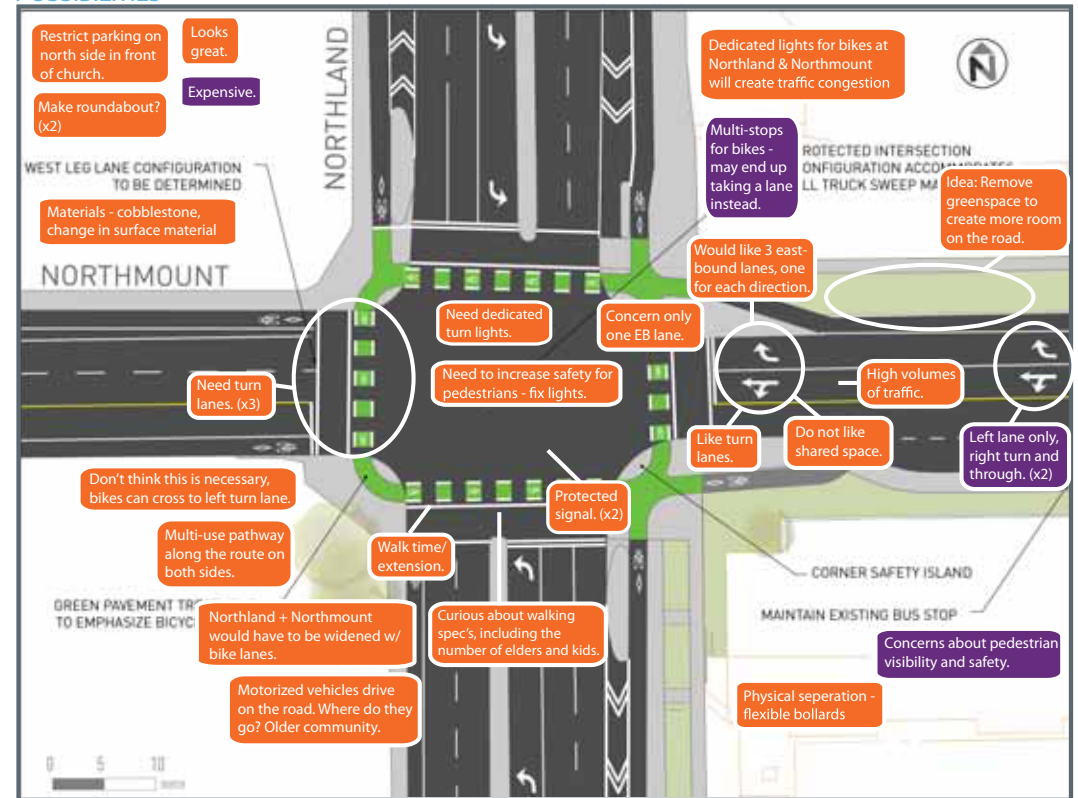 POSSIBILITIES
Restrict parking on
north side in front
of church.
Looks
great.
Expensive.
Make roundabout?
(x2)
NORTHLAND
Dedicated lights for bikes at
Northland & Northmount
will create traffic congestion
N
Multi-stops
for bikes -
may end up
taking a lane
instead.
ROTECTED INTERSECTION
ONFIGURATION ACCOMMODATES
LL TRUCK SWEEP MA
WEST LEG LANE CONFIGURATION
TO BE DETERMINED
Idea: Remove
greenspace to
create more room
on the road.
Materials - cobblestone,
change in surface material
Would like 3 east-
bound lanes, one
for each direction.
NORTHMOUNT
Need dedicated
turn lights.
Concern only
one EB lane.
Need to increase safety for
pedestrians - fix lights.
High volumes
of traffic.
Need turn
lanes. (x3)
Like turn
lanes.
Do not like
shared space.
Left lane only,
right turn and
through. (x2)
Don't think this is necessary,
bikes can cross to left turn lane.
Protected
signal. (x2)
Multi-use pathway
along the route on
both sides.
Walk time/
extension.
CORNER SAFETY ISLAND
GREEN PAVEMENT TR
TO EMPHASIZE BICYC
Northland + Northmount
would have to be widened w/
bike lanes.
Curious about walking
spec's, including the
number of elders and kids.
MAINTAIN EXISTING BUS STOP
Concerns about pedestrian
visibility and safety.
Motorized vehicles drive
on the road. Where do they
go? Older community.
Physical seperation -
flexible bollards
0 5 10